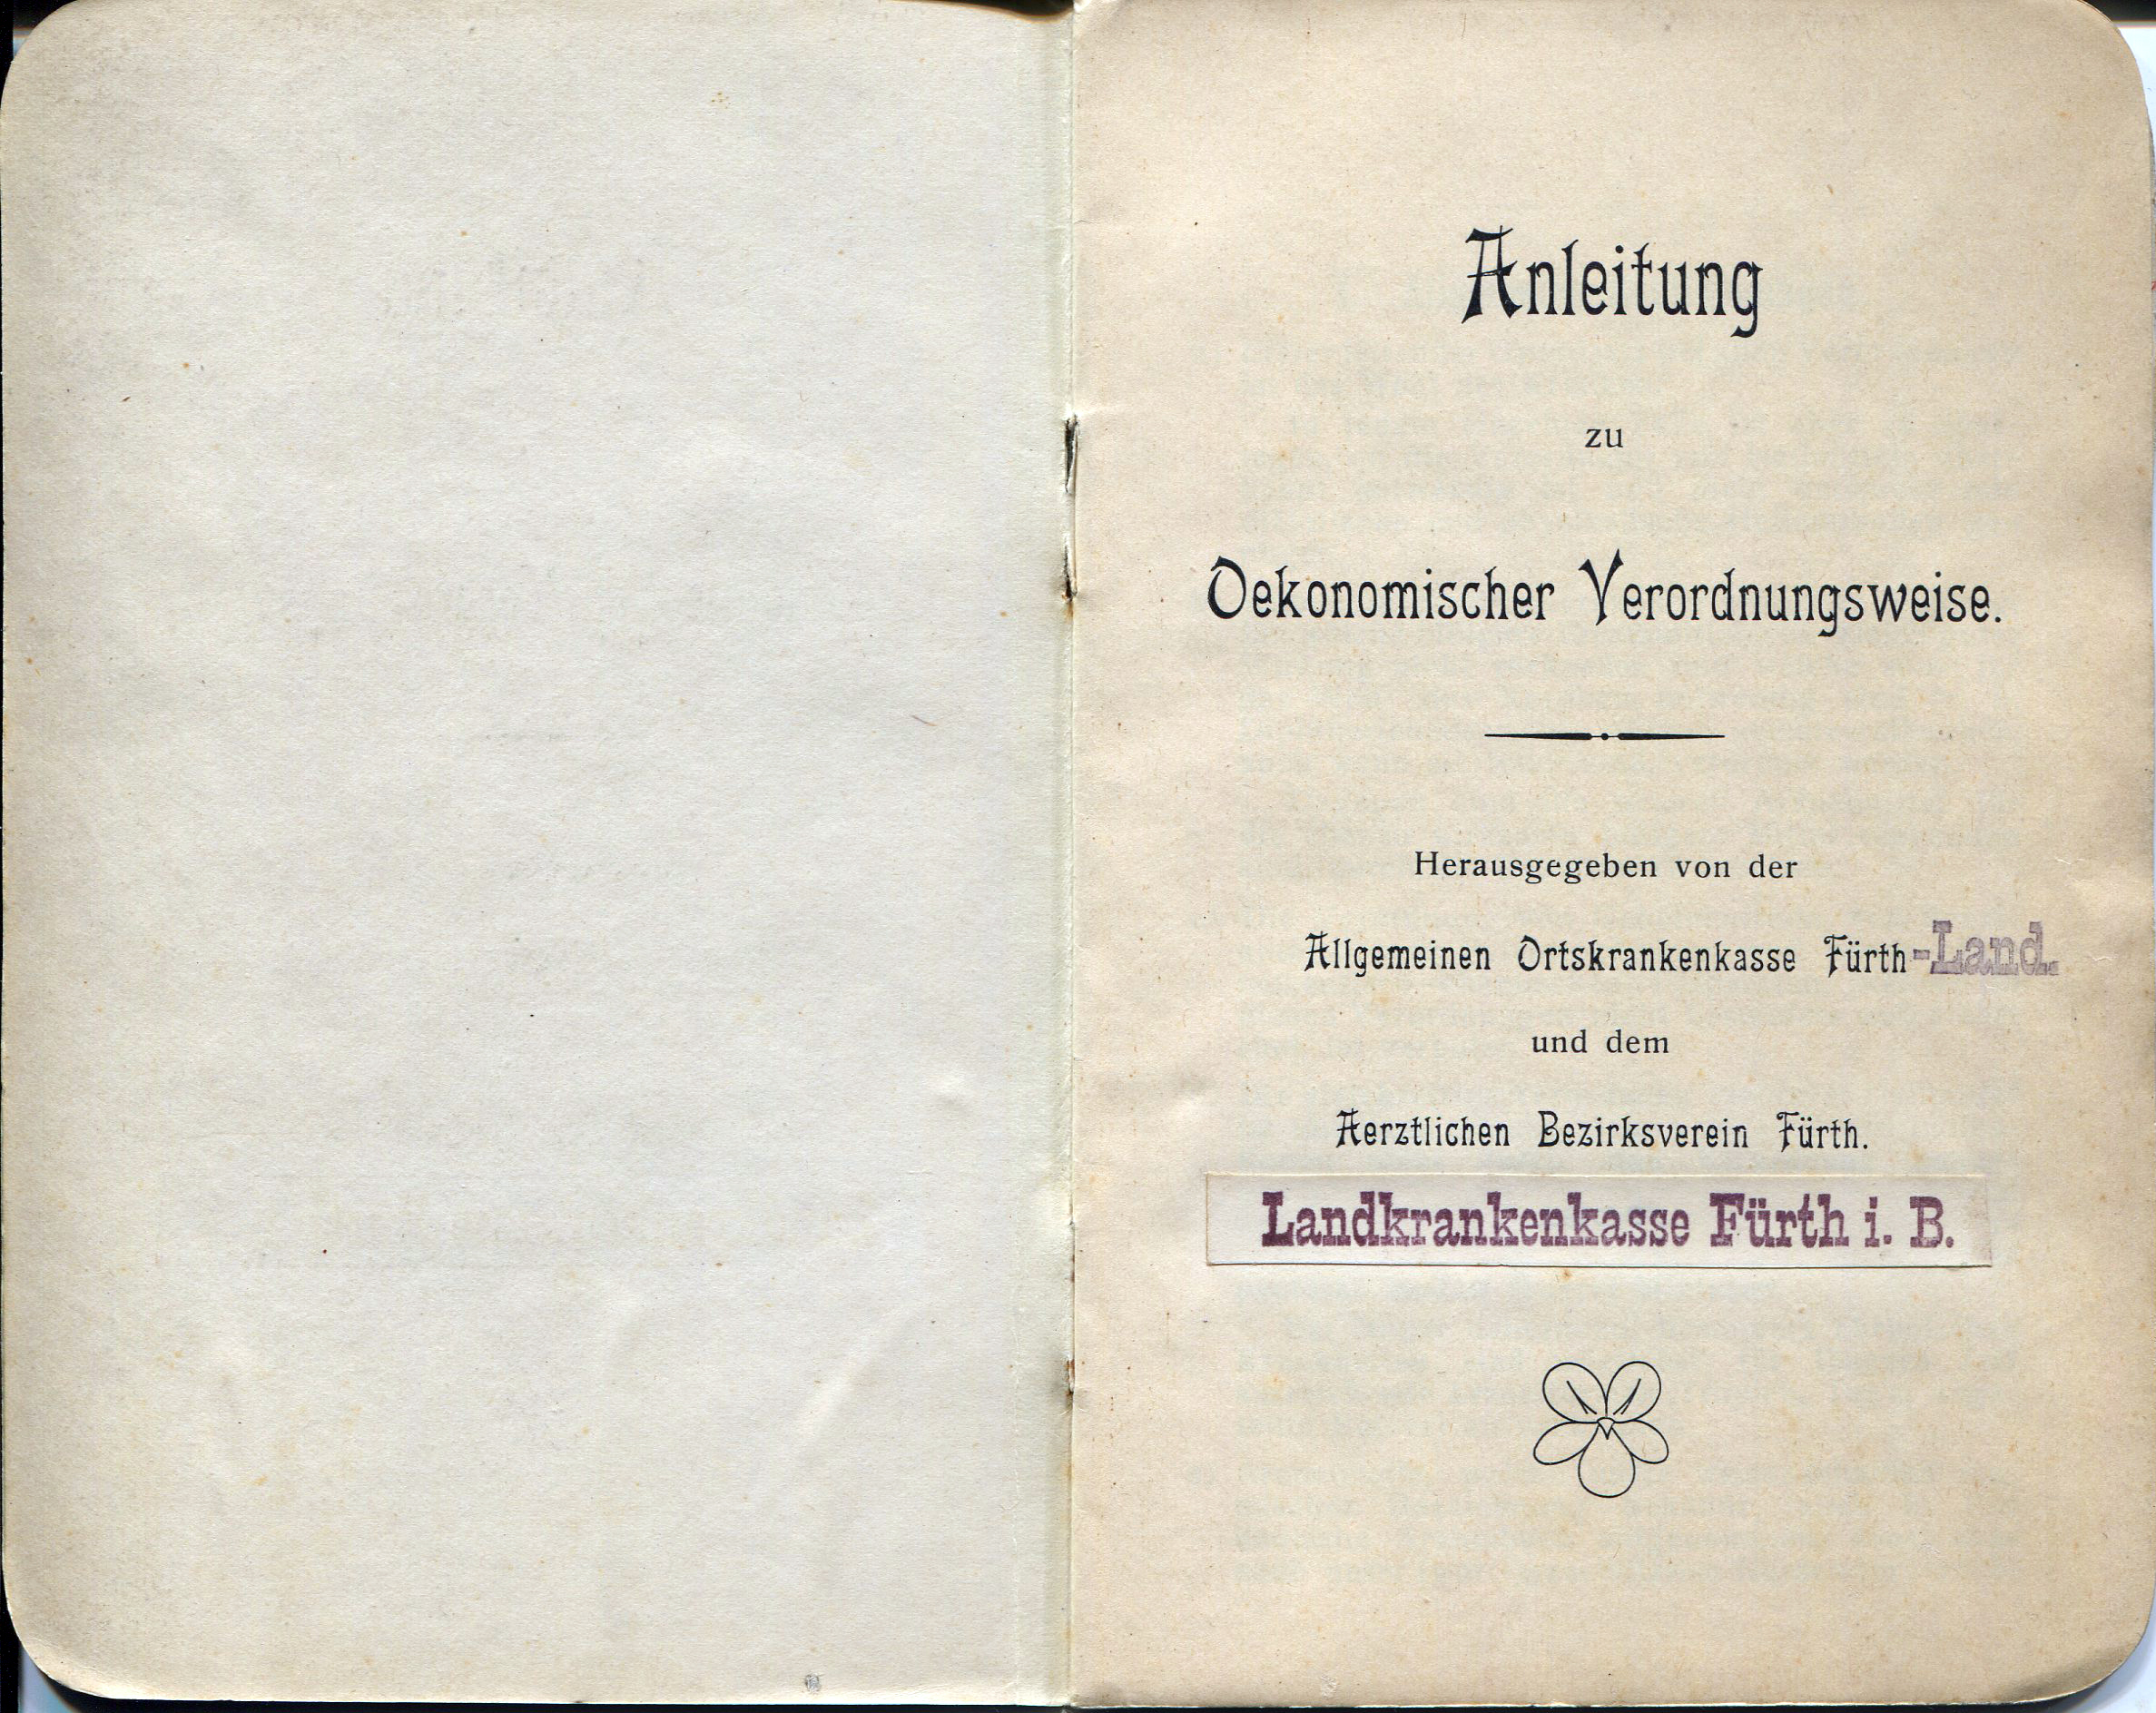 Anleitung
zu
Oekonomischer Verordnungsweise.
Herausgegeben von der
Allgemeinen Ortskrankenkasse Fürth-Land.
und dem
Aerztlichen Bezirksverein Fürth.
Landkrankenkasse Fürth i. B.